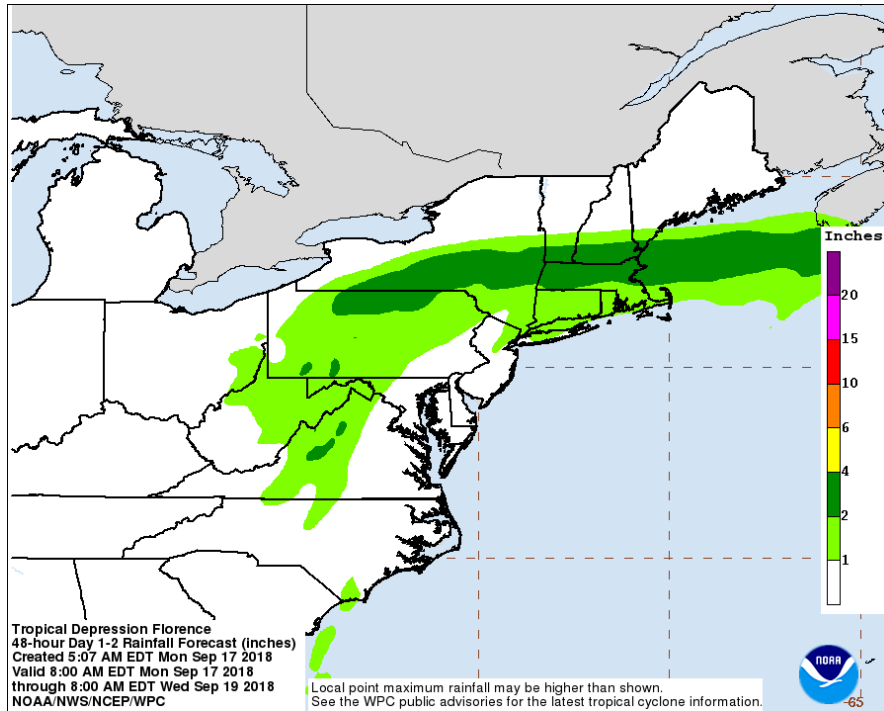 Inches
20
15
10
6
4
2
1
Tropical Depression Florence
48-hour Day 1-2 Rainfall Forecast (inches)
Created 5:07 AM EDT Mon Sep 17 2018
Valid 8:00 AM EDT Mon Sep 17 2018
through 8:00 AM EDT Wed Sep 19 2018
NOAA/NWS/NCEP/WPC
Local point maximum rainfall may be higher than shown.
See the WPC public advisories for the latest tropical cyclone information.
NOAA
-65